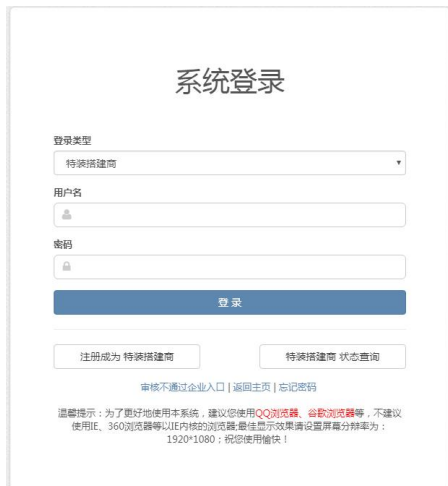 系统登录
登录类型
特装搭建商
用户名
密码
登 录
注册成为 特装搭建商
特装搭建商 状态查询
审核不通过企业入口 | 返回主页 | 忘记密码
温馨提示：为了更好地使用本系统，建议您使用QQ浏览器、谷歌浏览器等，不建议
使用IE、360浏览器等以IE内核的浏览器;最佳显示效果请设置屏幕分辨率为：
1920*1080；祝您使用愉快！